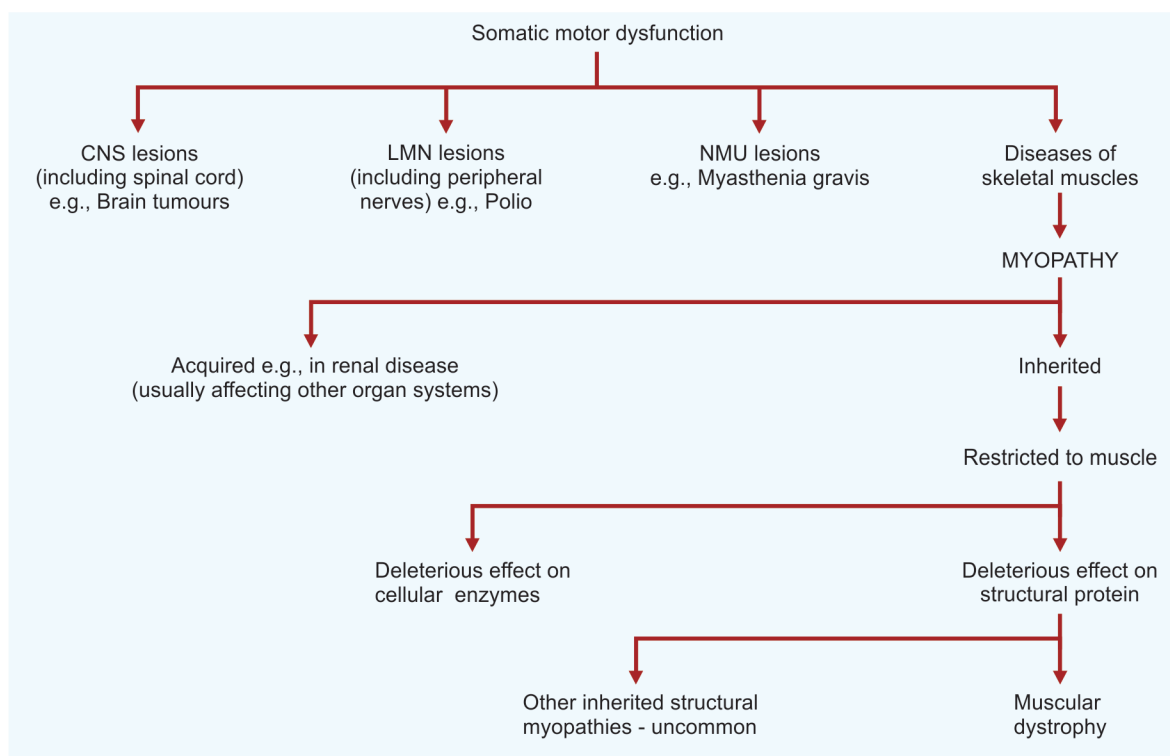 Somatic motor dysfunction
CNS lesions
(including spinal cord)
e.g., Brain tumours
LMN lesions
(including peripheral
nerves) e.g., Polio
NMU lesions
e.g., Myasthenia gravis
Diseases of
skeletal muscles
MYOPATHY
Acquired e.g., in renal disease
(usually affecting other organ systems)
Inherited
Restricted to muscle
Deleterious effect on
cellular enzymes
Deleterious effect on
structural protein
Other inherited structural
myopathies - uncommon
Muscular
dystrophy